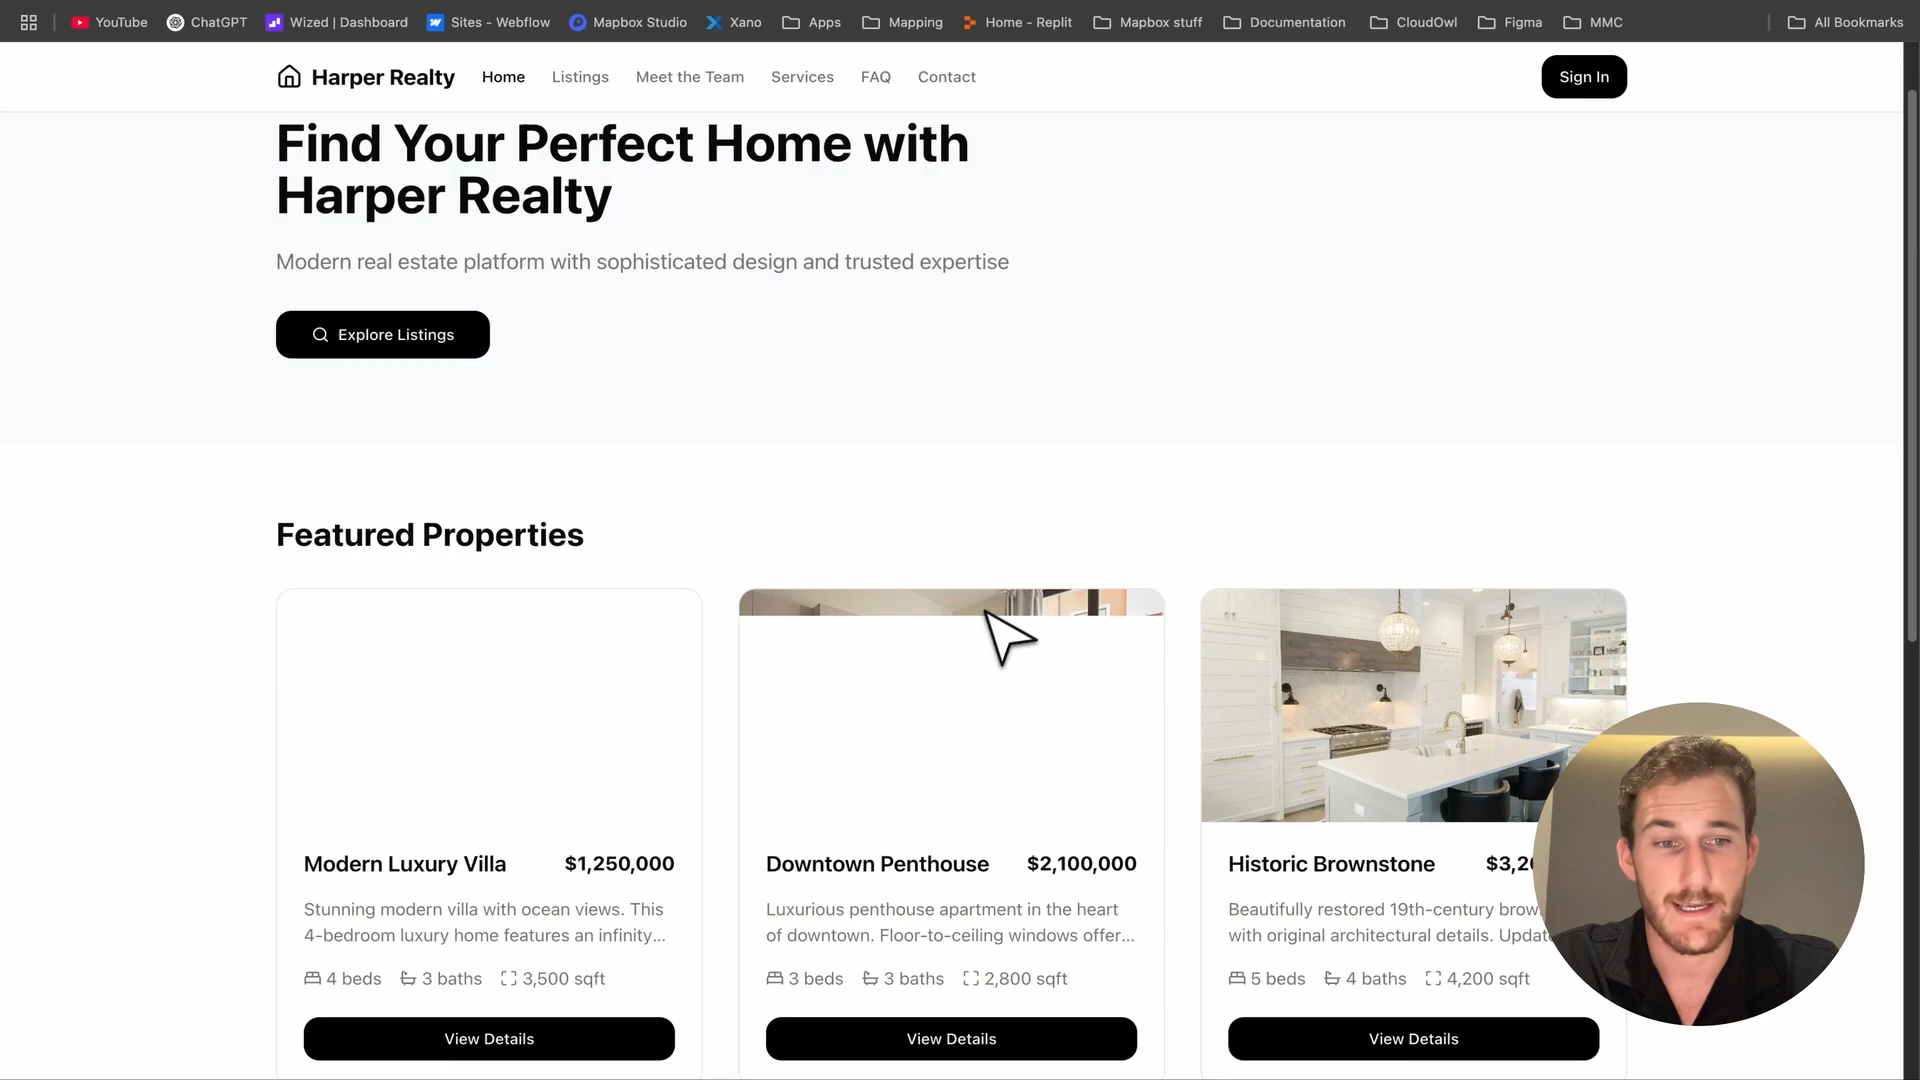 YouTube ChatGPT Wized | Dashboard Sites - Webflow Mapbox Studio Xano Apps Mapping Home - Replit Mapbox stuff Documentation CloudOwl Figma MMC All Bookmarks
Harper Realty Home Listings Meet the Team Services FAQ Contact Sign In
Find Your Perfect Home with
Harper Realty
Modern real estate platform with sophisticated design and trusted expertise
Explore Listings
Featured Properties
Modern Luxury Villa $1,250,000
Stunning modern villa with ocean views. This
4-bedroom luxury home features an infinity...
4 beds 3 baths 3,500 sqft
View Details
Downtown Penthouse $2,100,000
Luxurious penthouse apartment in the heart
of downtown. Floor-to-ceiling windows offer...
3 beds 3 baths 2,800 sqft
View Details
Historic Brownstone
Beautifully restored 19th-century
with original architectural details.
5 beds 4 baths 4,200 sqft
View Details